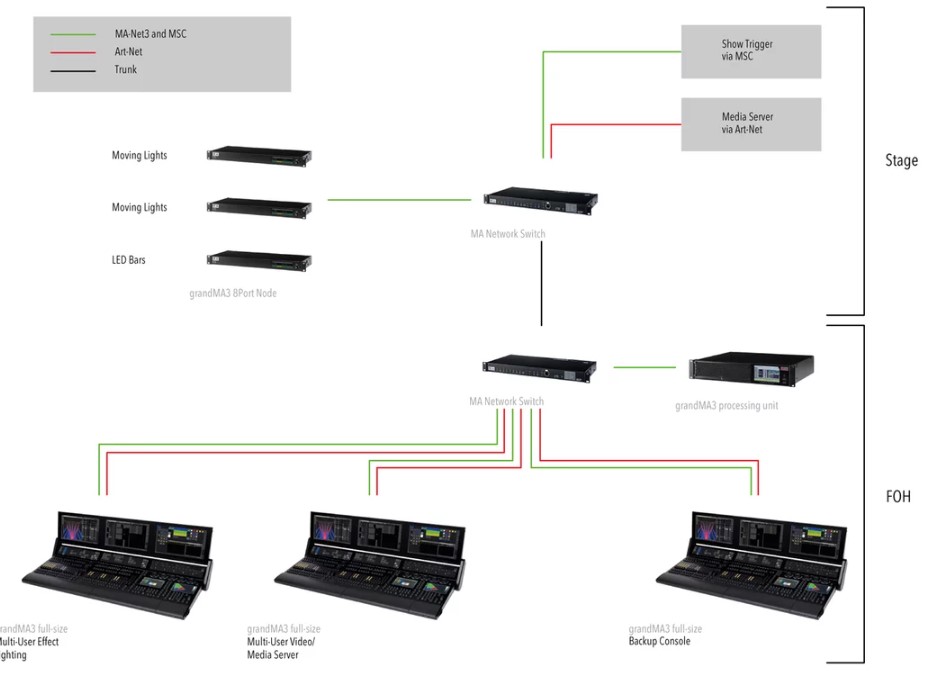 MA-Net3 and MSC
Art-Net
Trunk
Show Trigger
via MSC
Media Server
via Art-Net
Stage
Moving Lights
Moving Lights
LED Bars
grandMA3 8Port Node
MA Network Switch
MA Network Switch
grandMA3 processing unit
FOH
randMA3 full-size
Multi-User Effect
ighting
grandMA3 full-size
Multi-User Video/
Media Server
grandMA3 full-size
Backup Console